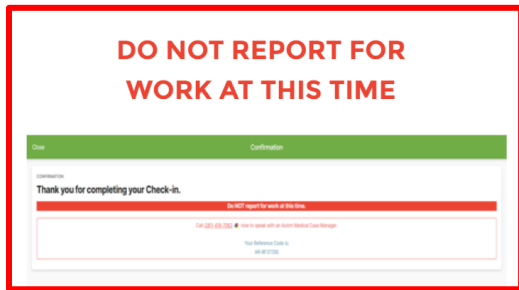 DO NOT REPORT FOR
WORK AT THIS TIME
Close
Confirmation
CONFIRMATION
Thank you for completing your Check-in.
Do NOT report for work at this time.
now to speak with an Axiom Medical Case Manager.
Your Reference Code is: